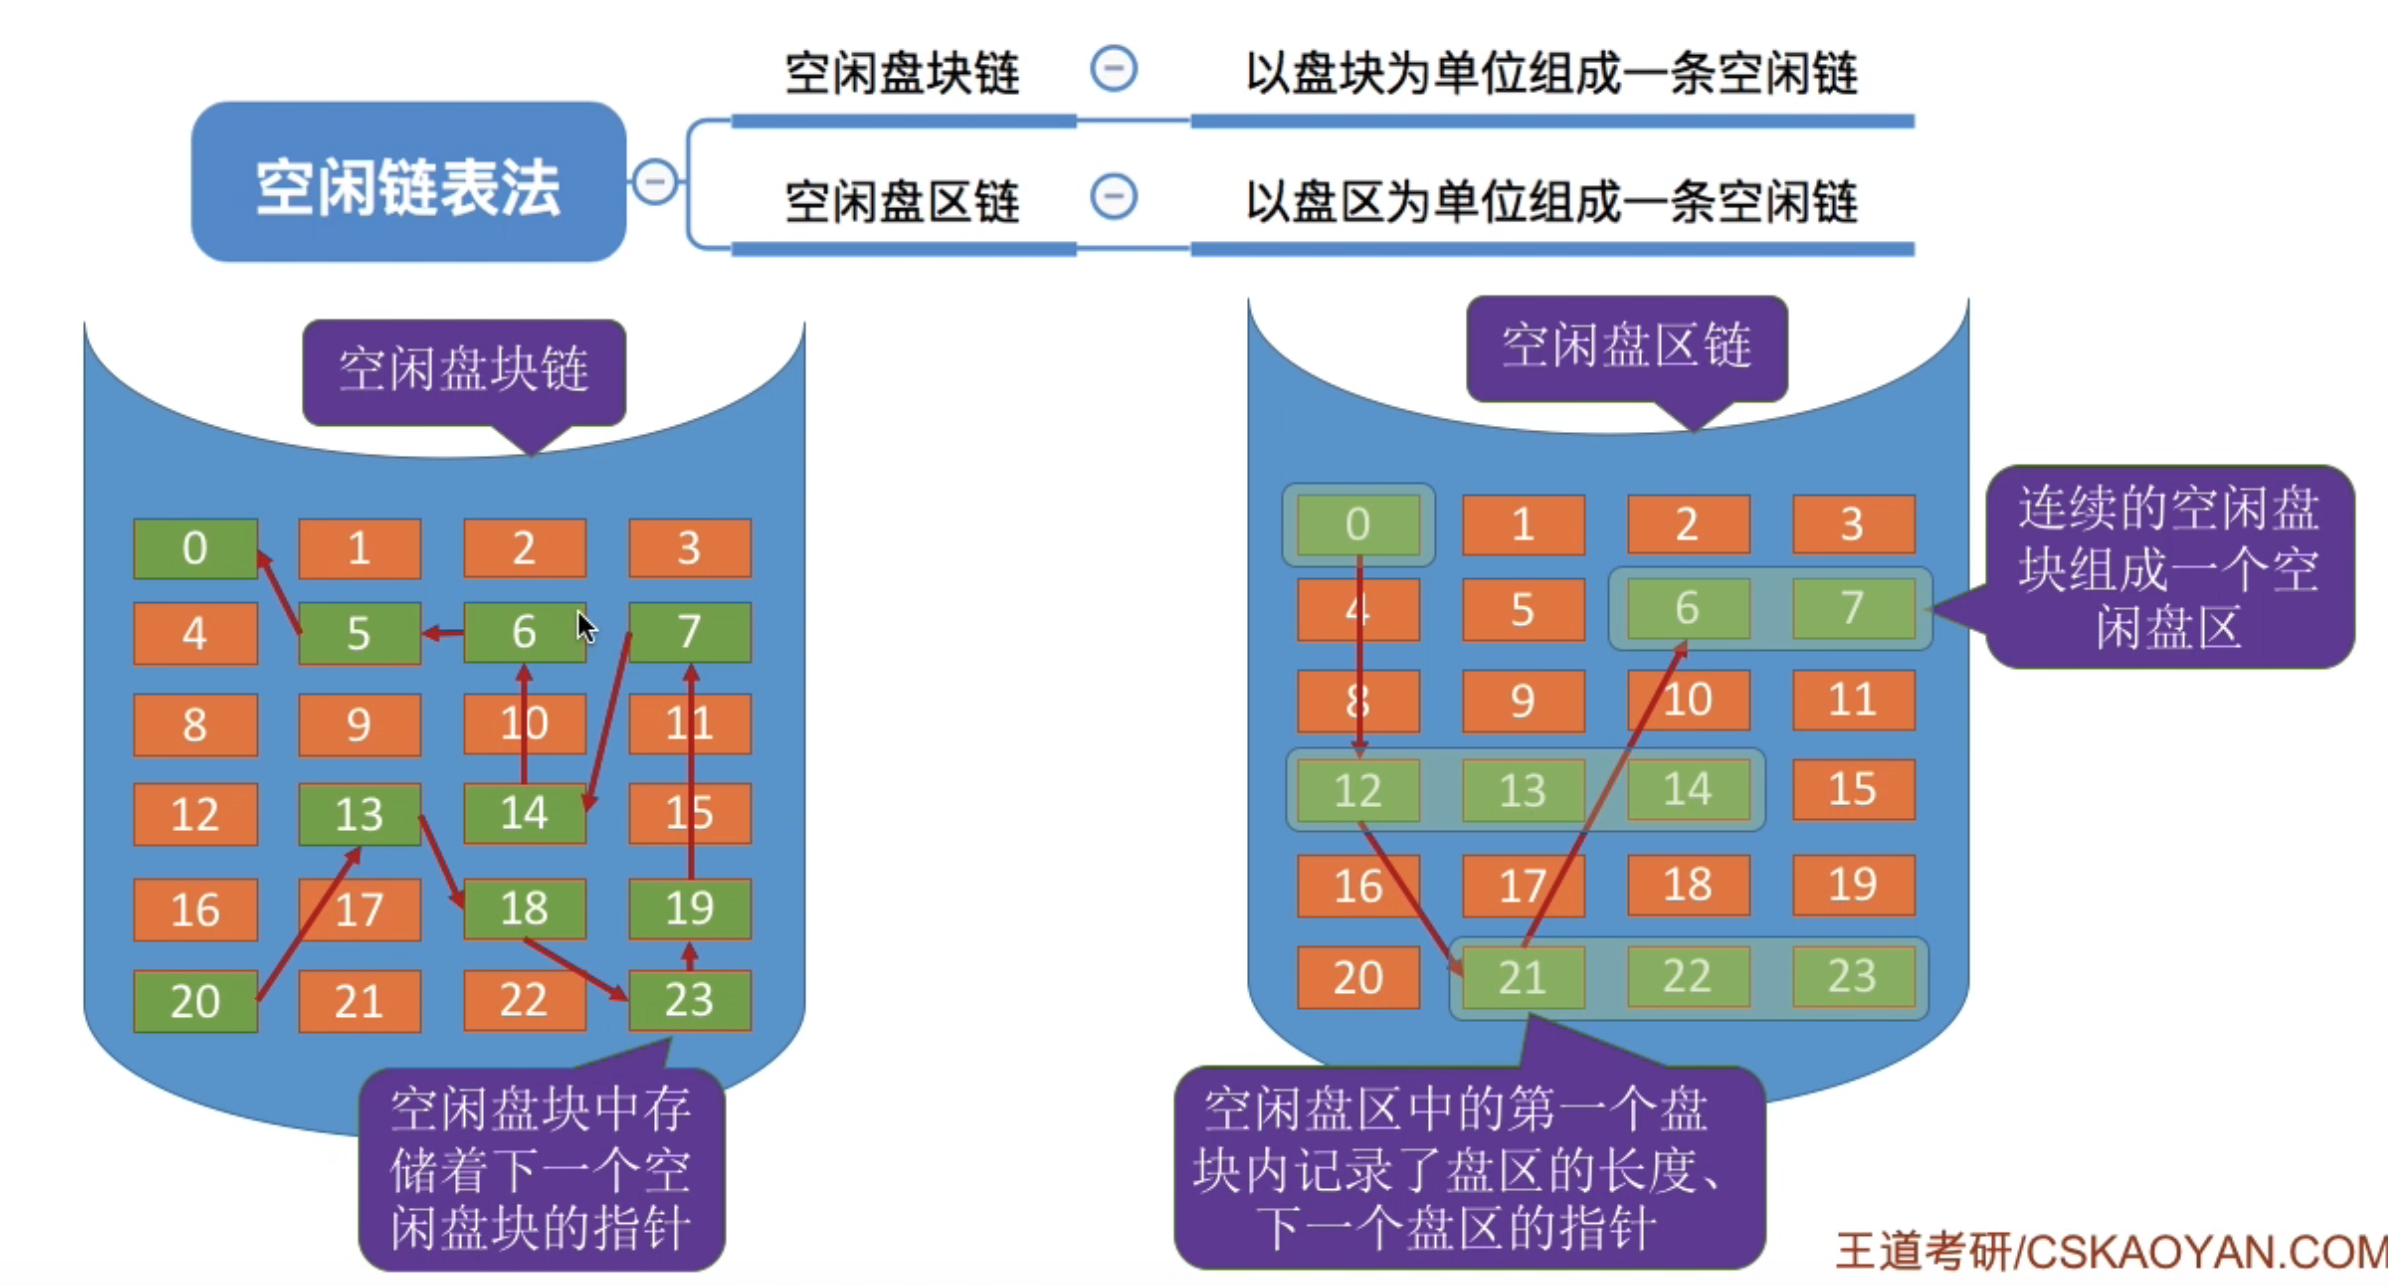 空闲链表法
空闲盘块链
以盘块为单位组成一条空闲链
空闲盘区链
以盘区为单位组成一条空闲链
空闲盘块链
0 1 2 3
4 5 6 7
8 9 10 11
12 13 14 15
16 17 18 19
20 21 22 23
空闲盘块中存
储着下一个空
闲盘块的指针
空闲盘区链
0 1 2 3
4 5 6 7
8 9 10 11
12 13 14 15
16 17 18 19
20 21 22 23
连续的空闲盘
块组成一个空
闲盘区
空闲盘区中的第一个盘
块内记录了盘区的长度、
下一个盘区的指针
王道考研/CSKAOYAN.COM